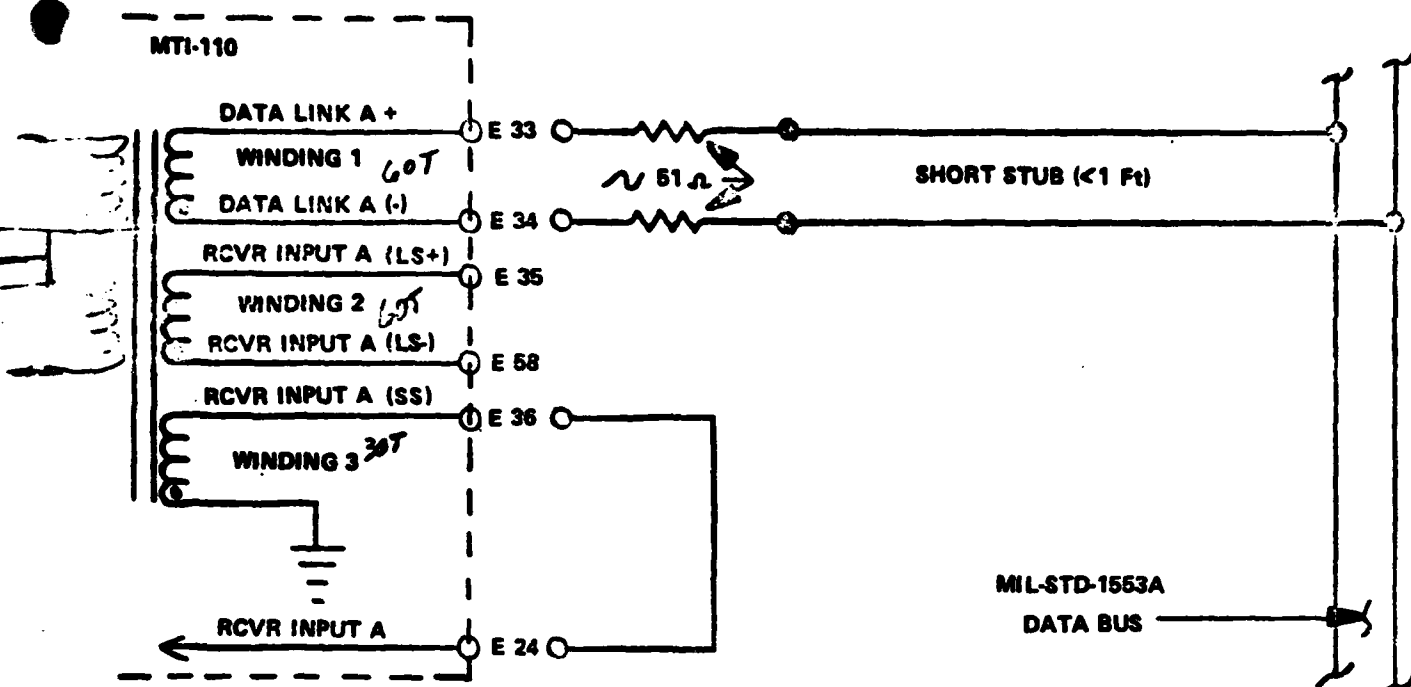 MTI-110
DATA LINK A +
E 33
WINDING 1 60T
∿ 51 Ω
SHORT STUB (<1 Ft)
DATA LINK A (-)
E 34
RCVR INPUT A (LS+)
E 35
WINDING 2 60T
RCVR INPUT A (LS-)
E 58
RCVR INPUT A (SS)
E 36
WINDING 3 30T
MIL-STD-1553A
DATA BUS
RCVR INPUT A
E 24